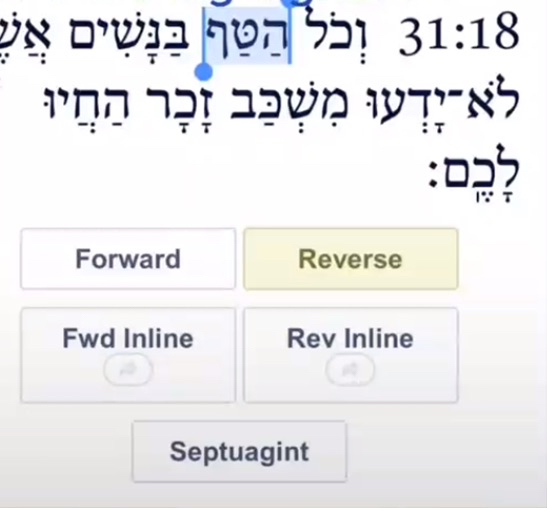 31:18 וְכֹל הַטַּף בַּנָּשִׁים
לֹא־יָדְעוּ מִשְׁכַּב זָכָר הַחֲיוּ
לָכֶֽם׃
Forward Reverse
Fwd Inline Rev Inline
Septuagint